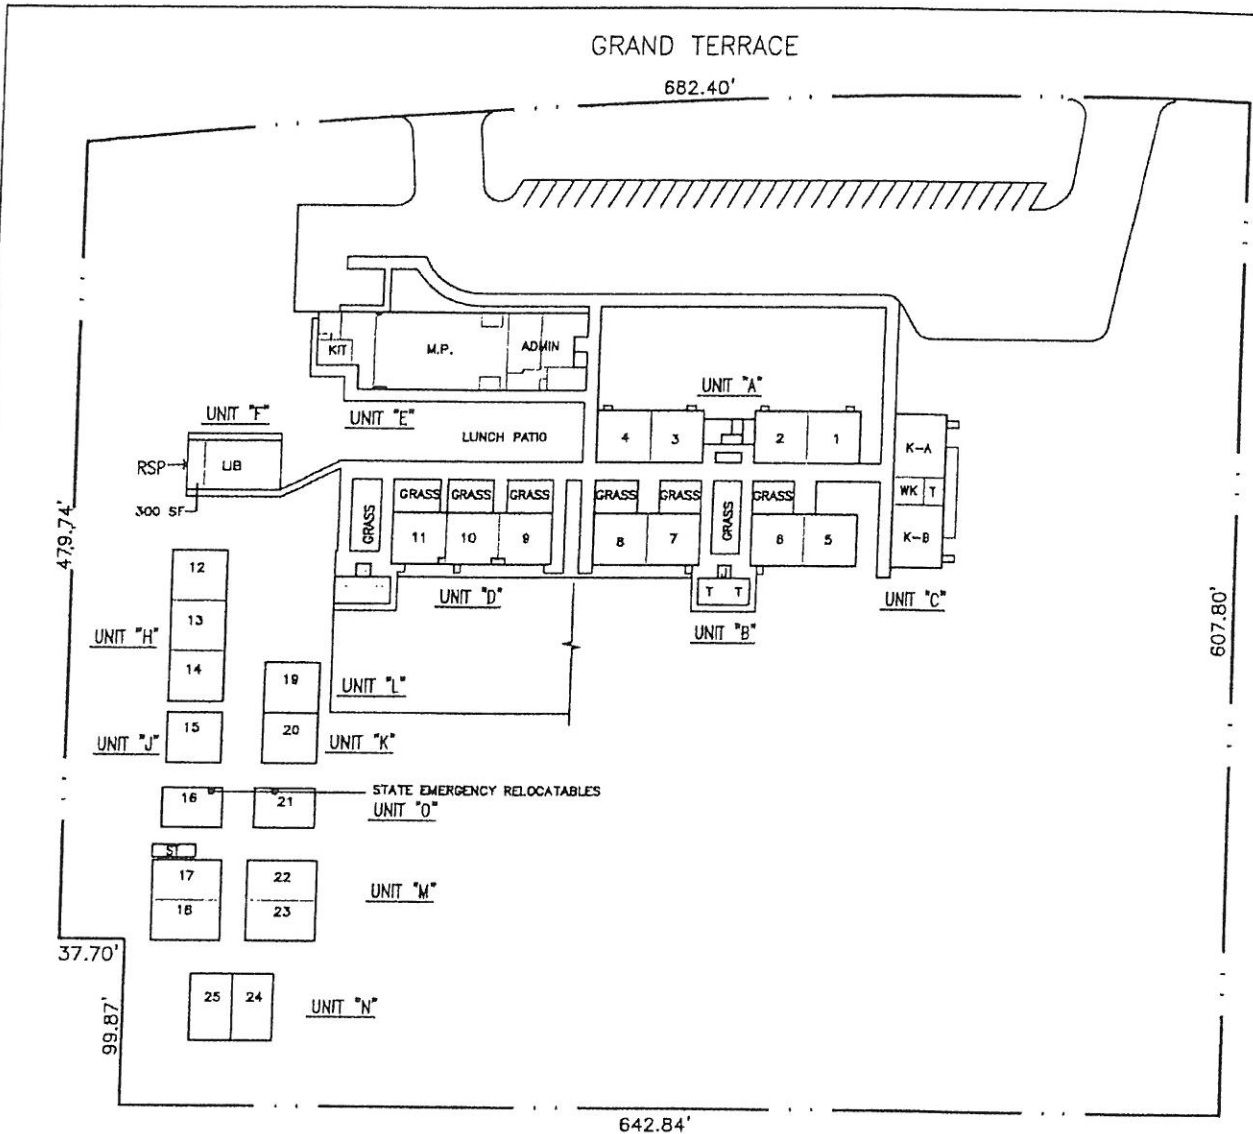 GRAND TERRACE
682.40'
KIT
M.P.
ADMIN
UNIT "A"
UNIT "F"
UNIT "E"
LUNCH PATIO
4
3
2
1
K-A
RSP
LIB
300 SF
WK
T
GRASS
GRASS
GRASS
GRASS
GRASS
GRASS
GRASS
GRASS
K-B
11
10
9
8
7
6
5
479.74'
12
J
T T
UNIT "D"
UNIT "B"
UNIT "C"
13
UNIT "H"
607.80'
14
19
UNIT "L"
15
20
UNIT "J"
UNIT "K"
16
21
STATE EMERGENCY RELOCATABLES
UNIT "O"
ST
17
22
UNIT "M"
18
23
37.70'
25
24
UNIT "N"
99.87'
642.84'